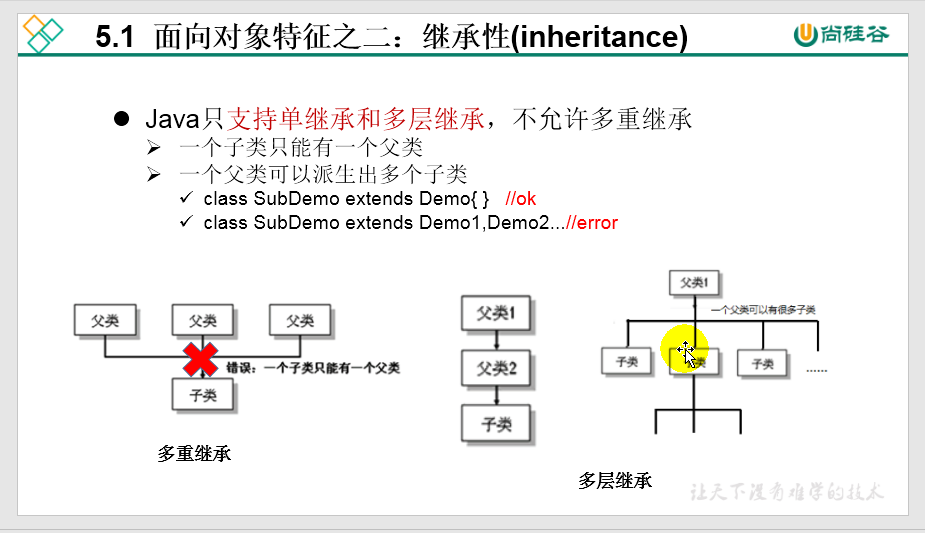 5.1 面向对象特征之二：继承性(inheritance)
尚硅谷
Java只支持单继承和多层继承，不允许多重继承
一个子类只能有一个父类
一个父类可以派生出多个子类
class SubDemo extends Demo{ } //ok
class SubDemo extends Demo1,Demo2...//error
父类 父类 父类
错误：一个子类只能有一个父类
子类
多重继承
父类1
父类2
子类
父类1
一个父类可以有很多子类
子类 类 子类 ......
多层继承
让天下没有难学的技术